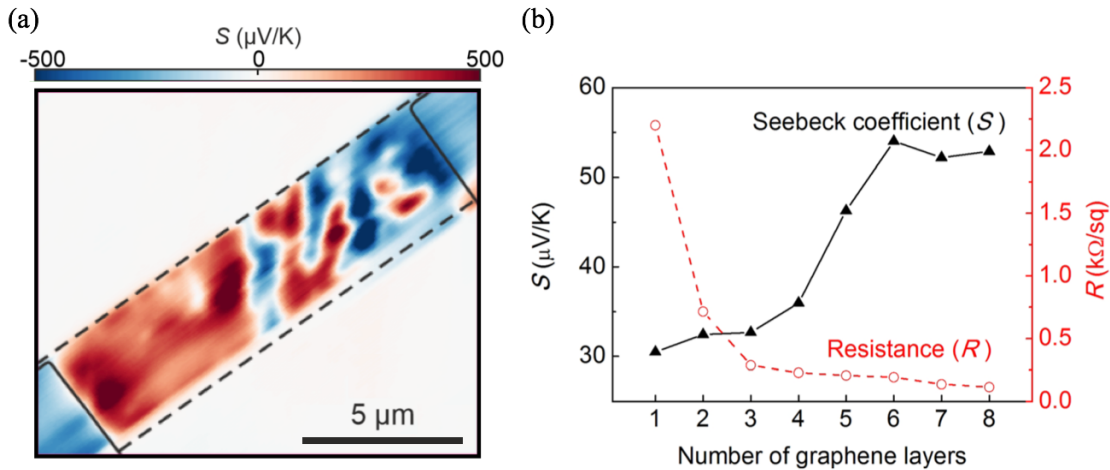 (a)
S (µV/K)
-500 0 500
5 µm
(b)
60
50
40
30
S (µV/K)
Seebeck coefficient (S)
Resistance (R)
2.5
2.0
1.5
1.0
0.5
0.0
R (kΩ/sq)
1 2 3 4 5 6 7 8
Number of graphene layers